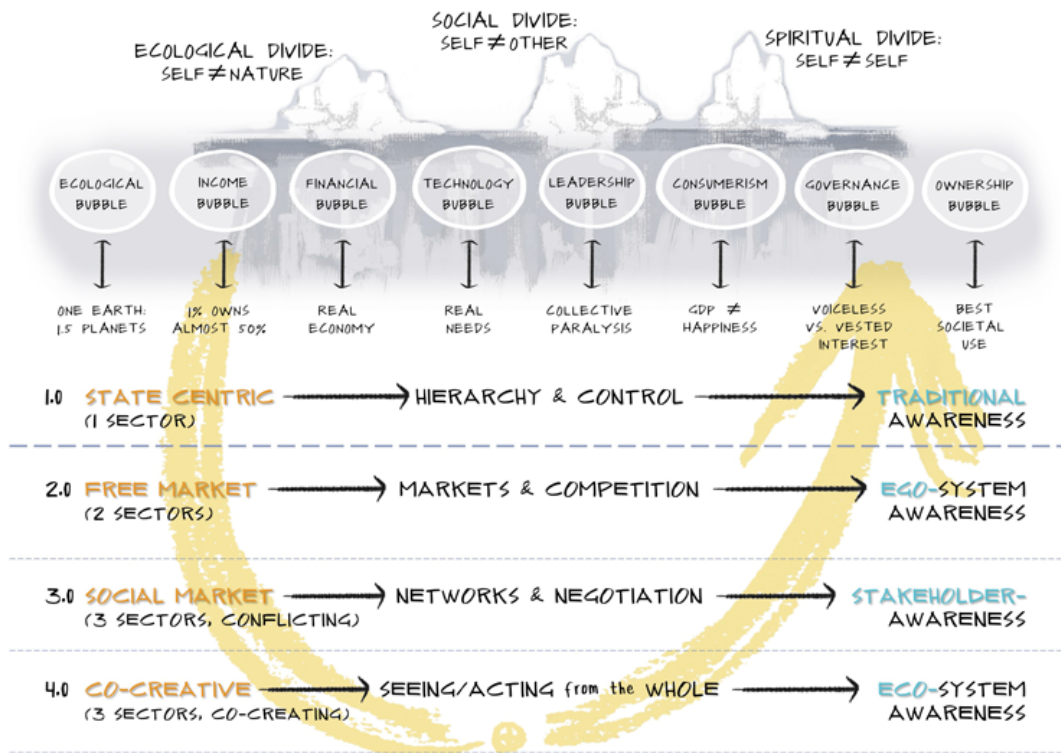 ECOLOGICAL DIVIDE:
SELF ≠ NATURE
SOCIAL DIVIDE:
SELF ≠ OTHER
SPIRITUAL DIVIDE:
SELF ≠ SELF
ECOLOGICAL
BUBBLE
INCOME
BUBBLE
FINANCIAL
BUBBLE
TECHNOLOGY
BUBBLE
LEADERSHIP
BUBBLE
CONSUMERISM
BUBBLE
GOVERNANCE
BUBBLE
OWNERSHIP
BUBBLE
ONE EARTH:
1.5 PLANETS
1% OWNS
ALMOST 50%
REAL
ECONOMY
REAL
NEEDS
COLLECTIVE
PARALYSIS
GDP ≠
HAPPINESS
VOICELESS
VS. VESTED
INTEREST
BEST
SOCIETAL
USE
1.0 STATE CENTRIC HIERARCHY & CONTROL TRADITIONAL
(1 SECTOR) AWARENESS
2.0 FREE MARKET MARKETS & COMPETITION EGO-SYSTEM
(2 SECTORS) AWARENESS
3.0 SOCIAL MARKET NETWORKS & NEGOTIATION STAKEHOLDER-
(3 SECTORS, CONFLICTING) AWARENESS
4.0 CO-CREATIVE SEEING/ACTING from the WHOLE ECO-SYSTEM
(3 SECTORS, CO-CREATING) AWARENESS